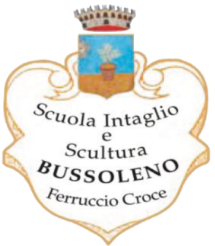 Scuola Intaglio
e
Scultura
BUSSOLENO
Ferruccio Croce